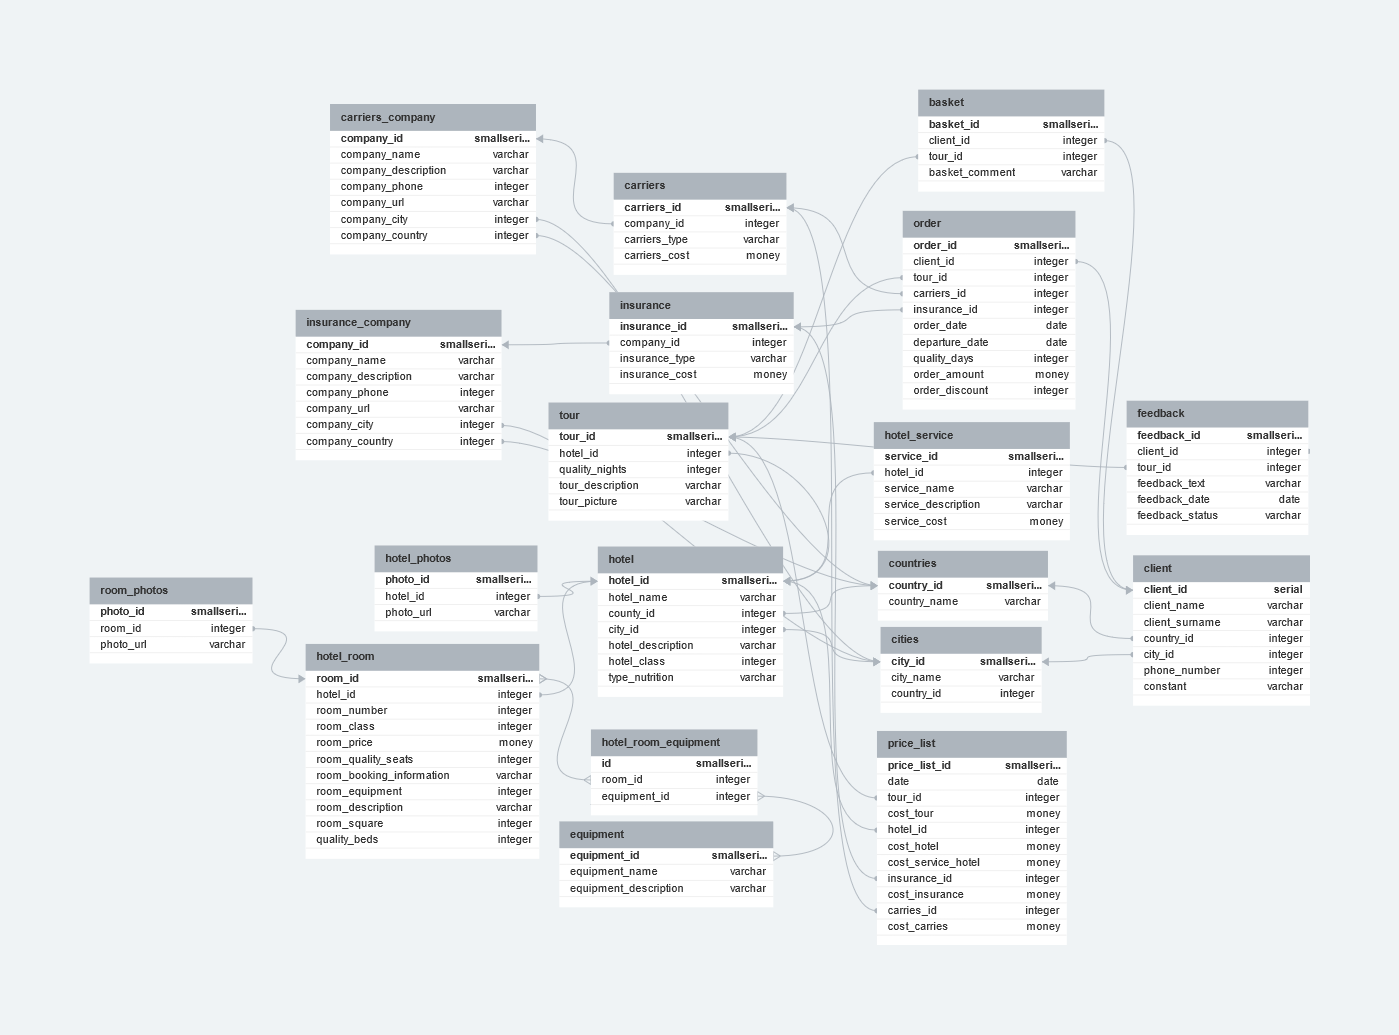 carriers_company
company_id smallseri...
company_name varchar
company_description varchar
company_phone integer
company_url varchar
company_city integer
company_country integer
carriers
carriers_id smallseri...
company_id integer
carriers_type varchar
carriers_cost money
basket
basket_id smallseri...
client_id integer
tour_id integer
basket_comment varchar
order
order_id smallseri...
client_id integer
tour_id integer
carriers_id integer
insurance_id integer
order_date date
departure_date date
quality_days integer
order_amount money
order_discount integer
insurance_company
company_id smallseri...
company_name varchar
company_description varchar
company_phone integer
company_url varchar
company_city integer
company_country integer
insurance
insurance_id smallseri...
company_id integer
insurance_type varchar
insurance_cost money
tour
tour_id smallseri...
hotel_id integer
quality_nights integer
tour_description varchar
tour_picture varchar
hotel_service
service_id smallseri...
hotel_id integer
service_name varchar
service_description varchar
service_cost money
feedback
feedback_id smallseri...
client_id integer
tour_id integer
feedback_text varchar
feedback_date date
feedback_status varchar
room_photos
photo_id smallseri...
room_id integer
photo_url varchar
hotel_photos
photo_id smallseri...
hotel_id integer
photo_url varchar
hotel
hotel_id smallseri...
hotel_name varchar
county_id integer
city_id integer
hotel_description varchar
hotel_class integer
type_nutrition varchar
countries
country_id smallseri...
country_name varchar
client
client_id serial
client_name varchar
client_surname varchar
country_id integer
city_id integer
phone_number integer
constant varchar
cities
city_id smallseri...
city_name varchar
country_id integer
hotel_room
room_id smallseri...
hotel_id integer
room_number integer
room_class integer
room_price money
room_quality_seats integer
room_booking_information varchar
room_equipment integer
room_description varchar
room_square integer
quality_beds integer
hotel_room_equipment
id smallseri...
room_id integer
equipment_id integer
equipment
equipment_id smallseri...
equipment_name varchar
equipment_description varchar
price_list
price_list_id smallseri...
date date
tour_id integer
cost_tour money
hotel_id integer
cost_hotel money
cost_service_hotel money
insurance_id integer
cost_insurance money
carries_id integer
cost_carries money